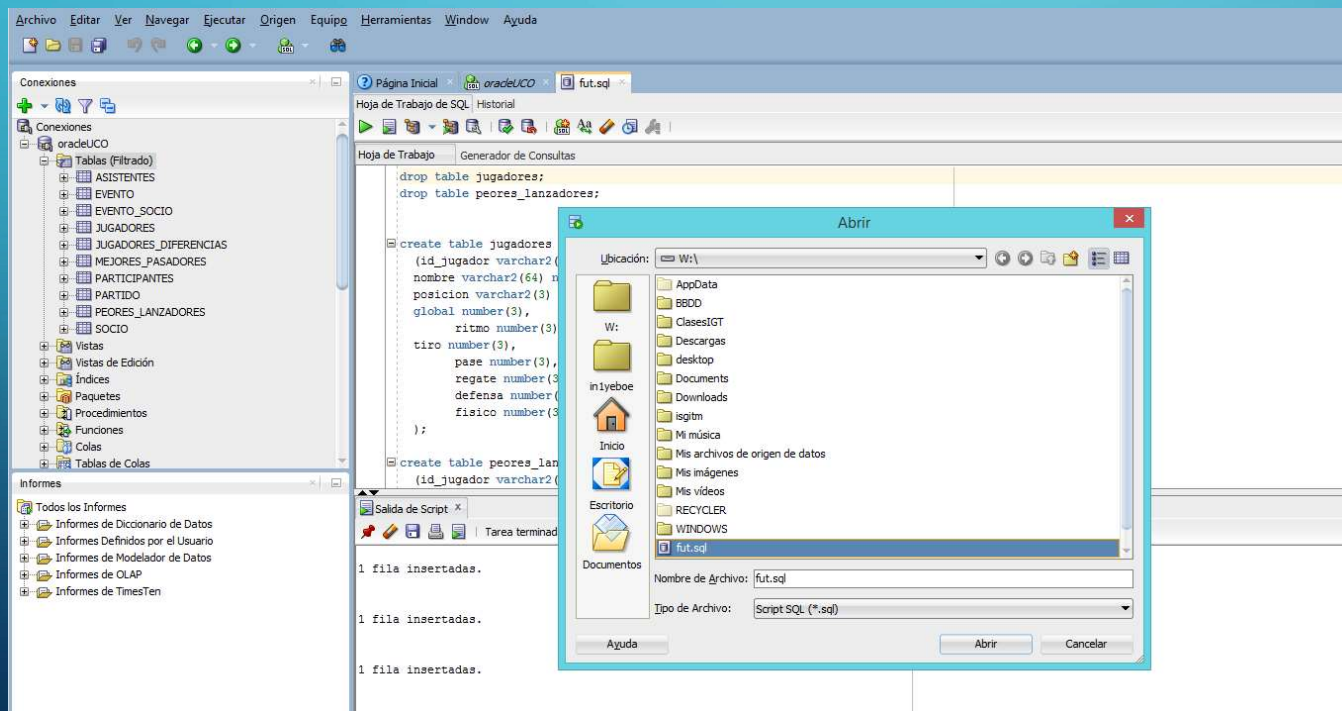 Archivo Editar Ver Navegar Ejecutar Origen Equipo Herramientas Window Ayuda
Conexiones
Conexiones
oradeUCO
Tablas (Filtrado)
ASISTENTES
EVENTO
EVENTO_SOCIO
JUGADORES
JUGADORES_DIFERENCIAS
MEJORES_PASADORES
PARTICIPANTES
PARTIDO
PEORES_LANZADORES
SOCIO
Vistas
Vistas de Edición
Índices
Paquetes
Procedimientos
Funciones
Colas
Tablas de Colas
Informes
Todos los Informes
Informes de Diccionario de Datos
Informes Definidos por el Usuario
Informes de Modelador de Datos
Informes de OLAP
Informes de TimesTen
Página Inicial oradeUCO fut.sql
Hoja de Trabajo de SQL Historial
Hoja de Trabajo Generador de Consultas
drop table jugadores;
drop table peores_lanzadores;
create table jugadores
(id_jugador varchar2(
nombre varchar2(64) n
posicion varchar2(3)
global number(3),
ritmo number(3)
tiro number(3),
pase number(3),
regate number(3
defensa number(
fisico number(3
);
create table peores_lan
(id_jugador varchar2(
Salida de Script
Tarea terminad
1 fila insertadas.
1 fila insertadas.
1 fila insertadas.
Abrir
Ubicación: W:\
W:
in1yeboe
Inicio
Escritorio
Documentos
AppData
BBDD
ClasesIGT
Descargas
desktop
Documents
Downloads
isgitm
Mi música
Mis archivos de origen de datos
Mis imágenes
Mis vídeos
RECYCLER
WINDOWS
fut.sql
Nombre de Archivo: fut.sql
Tipo de Archivo: Script SQL (*.sql)
Ayuda Abrir Cancelar